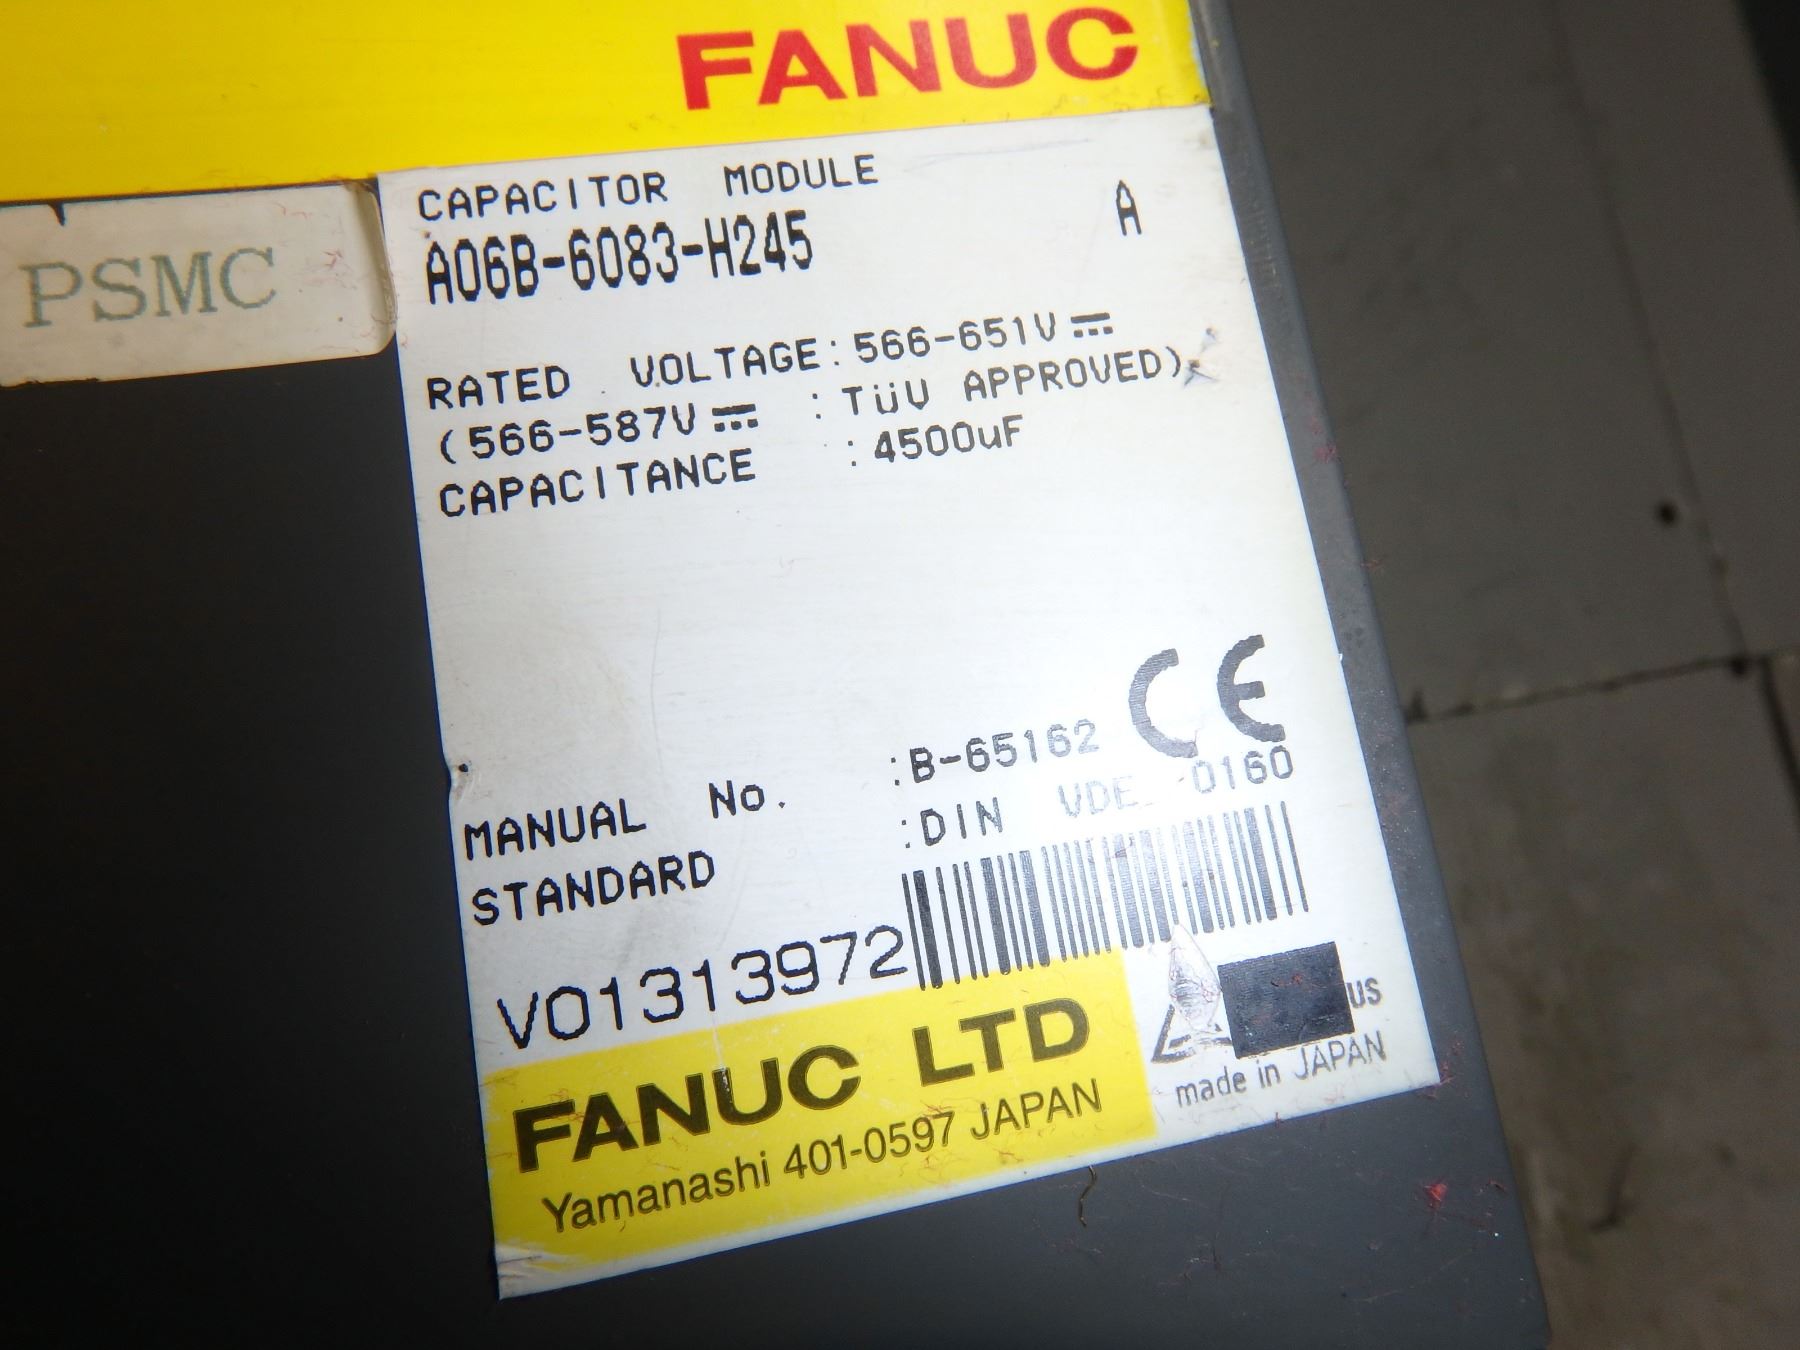 FANUC
PSMC
CAPACITOR MODULE
A06B-6083-H245 A
RATED VOLTAGE:566-651V⎓
(566-587V⎓ :TüV APPROVED)
CAPACITANCE :4500uF
MANUAL No. :B-65162 CE
STANDARD :DIN VDE 0160
V01313972
FANUC LTD
Yamanashi 401-0597 JAPAN
US
made in JAPAN